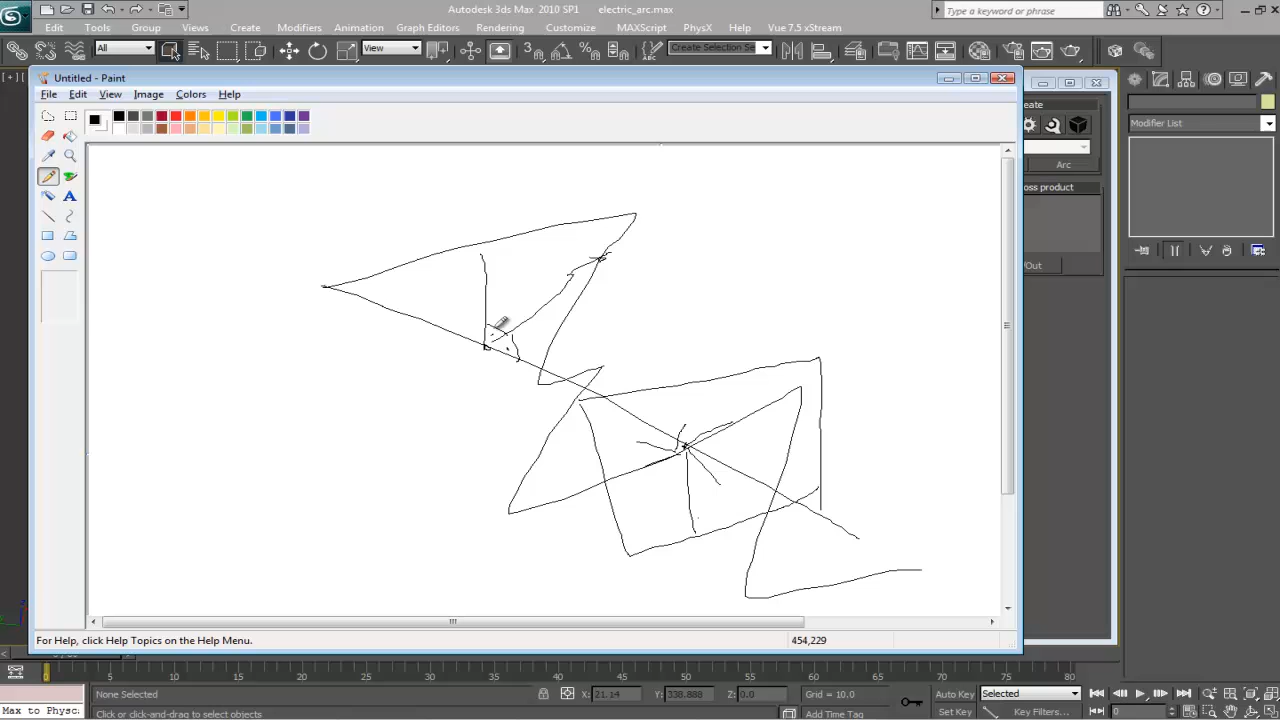 Autodesk 3ds Max 2010 SP1 electric_arc.max
Type a keyword or phrase
Edit Tools Group Views Create Modifiers Animation Graph Editors Rendering Customize MAXScript PhysX Help Vue 7.5 xStream
All View Create Selection Se
Untitled - Paint
File Edit View Image Colors Help
eate
Modifier List
Arc
oss product
/Out
For Help, click Help Topics on the Help Menu. 454,229
0 5 10 15 20 25 30 35 40 45 50 55 60 65 70 75 80
None Selected X: 21.14 Y: 338.888 Z: 0.0 Grid = 10.0 Auto Key Selected
Max to Physc Click or click-and-drag to select objects Add Time Tag Set Key Key Filters... 0